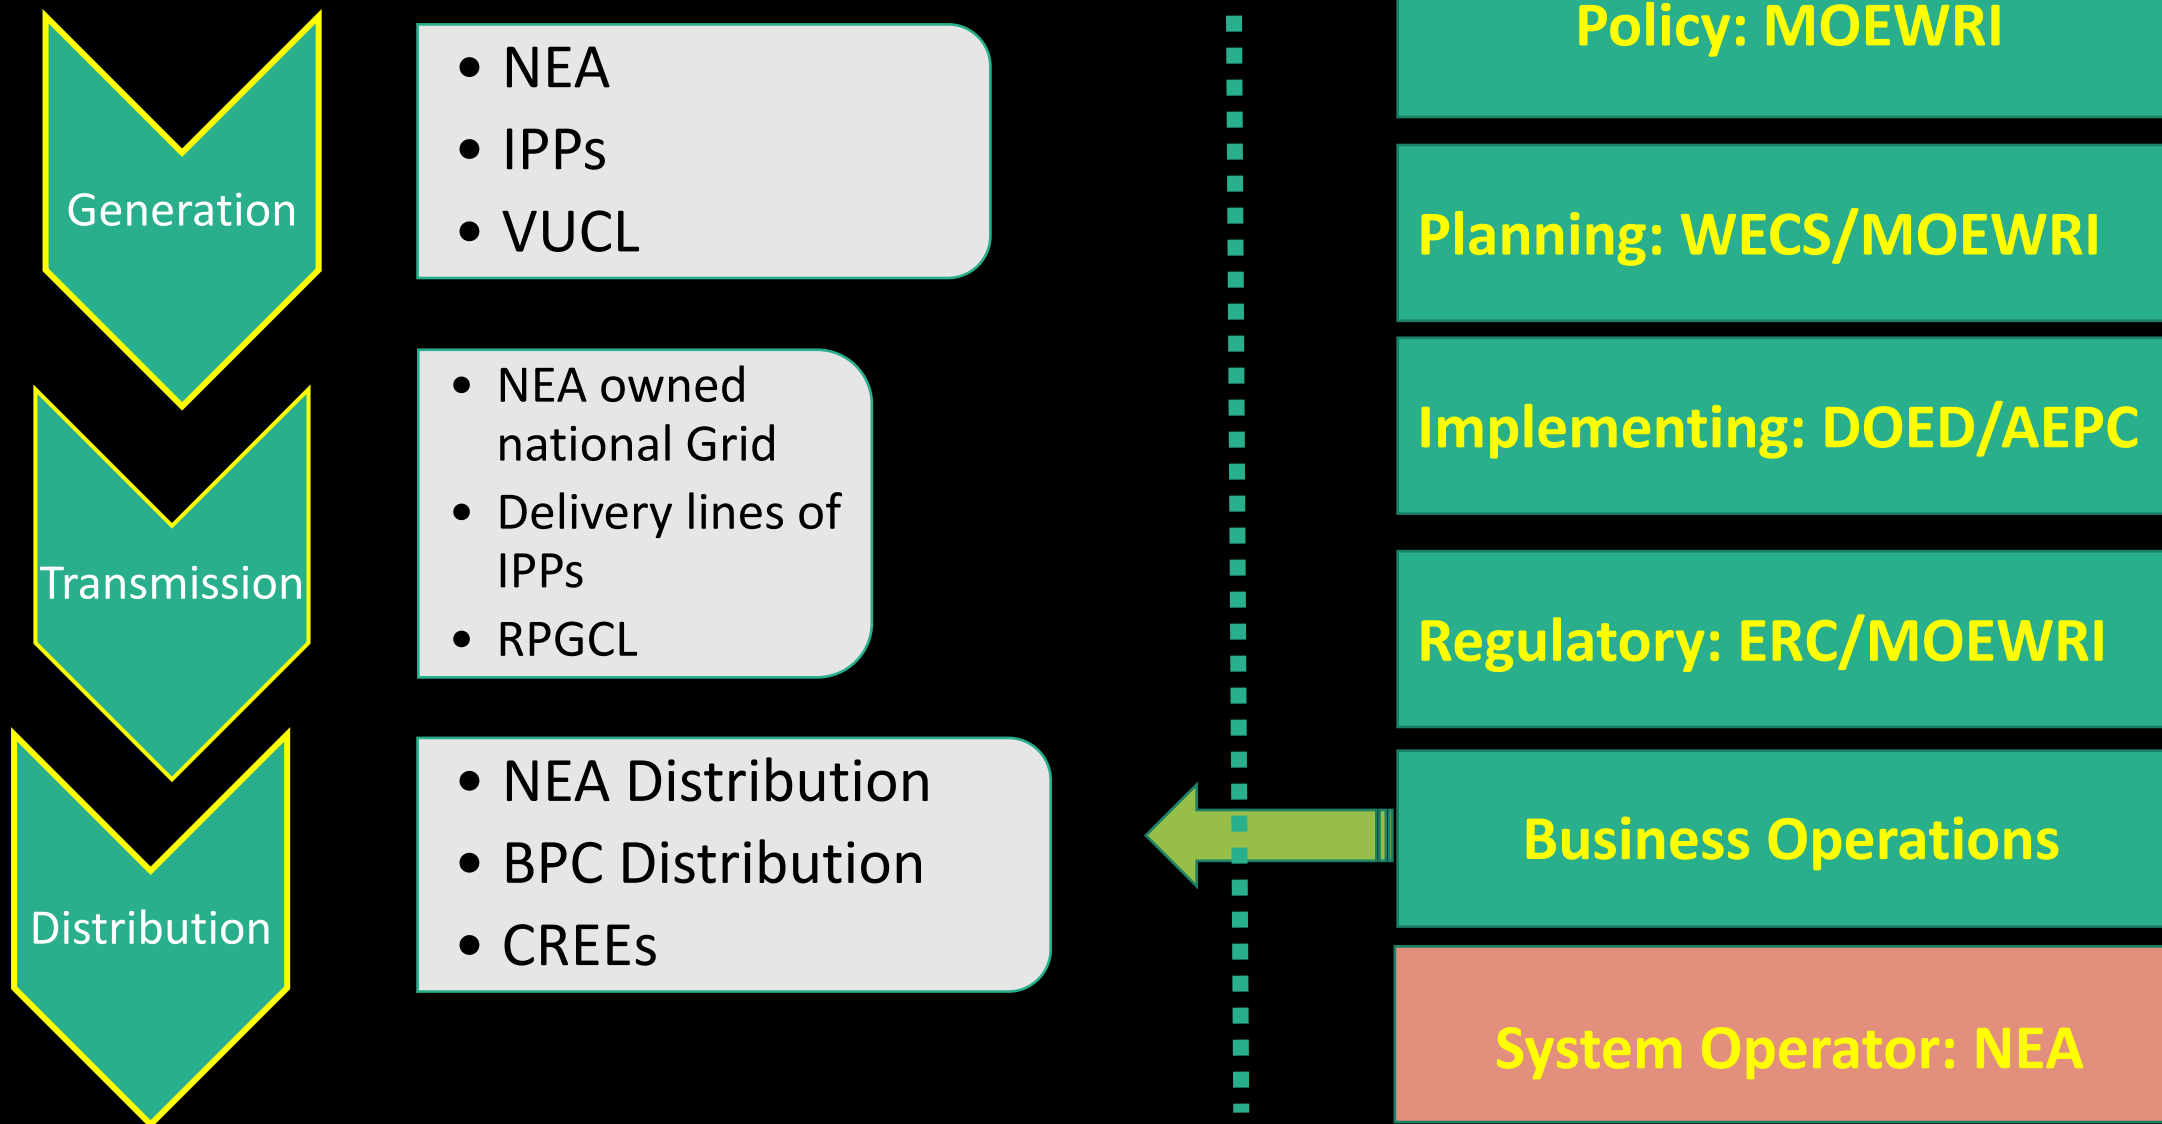 Generation
• NEA
• IPPs
• VUCL
Transmission
• NEA owned
national Grid
• Delivery lines of
IPPs
• RPGCL
Distribution
• NEA Distribution
• BPC Distribution
• CREEs
Policy: MOEWRI
Planning: WECS/MOEWRI
Implementing: DOED/AEPC
Regulatory: ERC/MOEWRI
Business Operations
System Operator: NEA